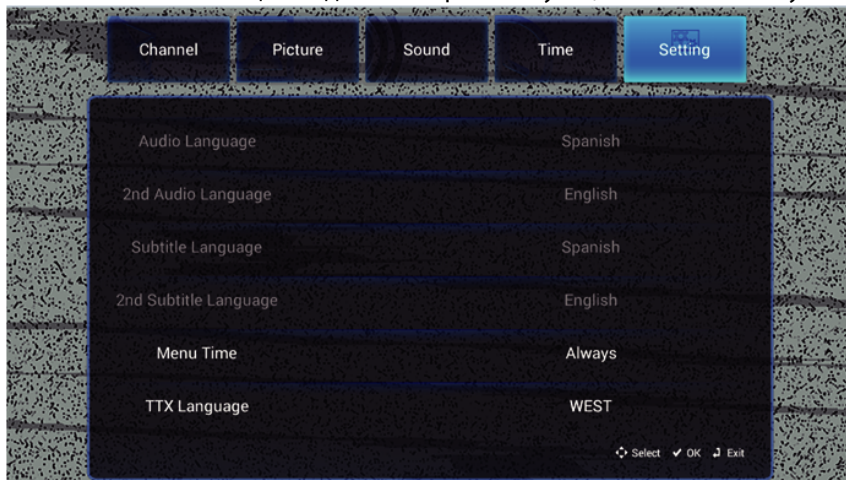 Channel Picture Sound Time Setting
Audio Language Spanish
2nd Audio Language English
Subtitle Language Spanish
2nd Subtitle Language English
Menu Time Always
TTX Language WEST
Select OK Exit